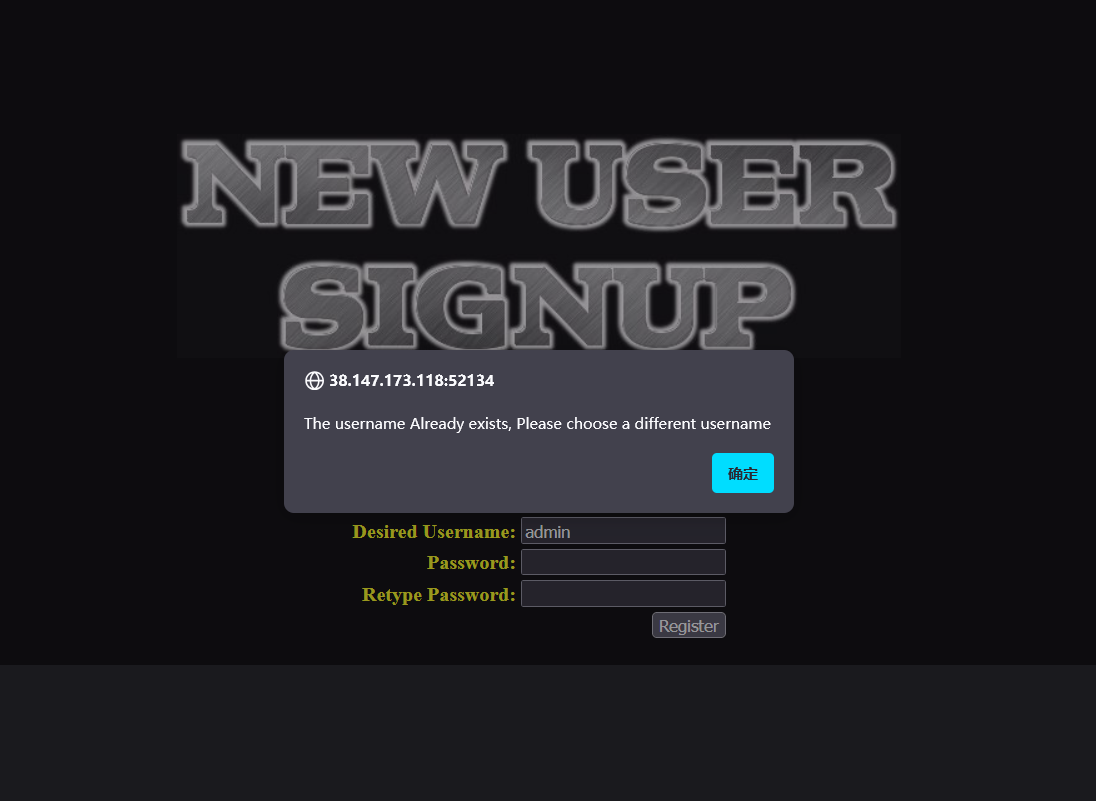 NEW USER
SIGNUP
38.147.173.118:52134
The username Already exists, Please choose a different username
确定
Desired Username: admin
Password:
Retype Password:
Register